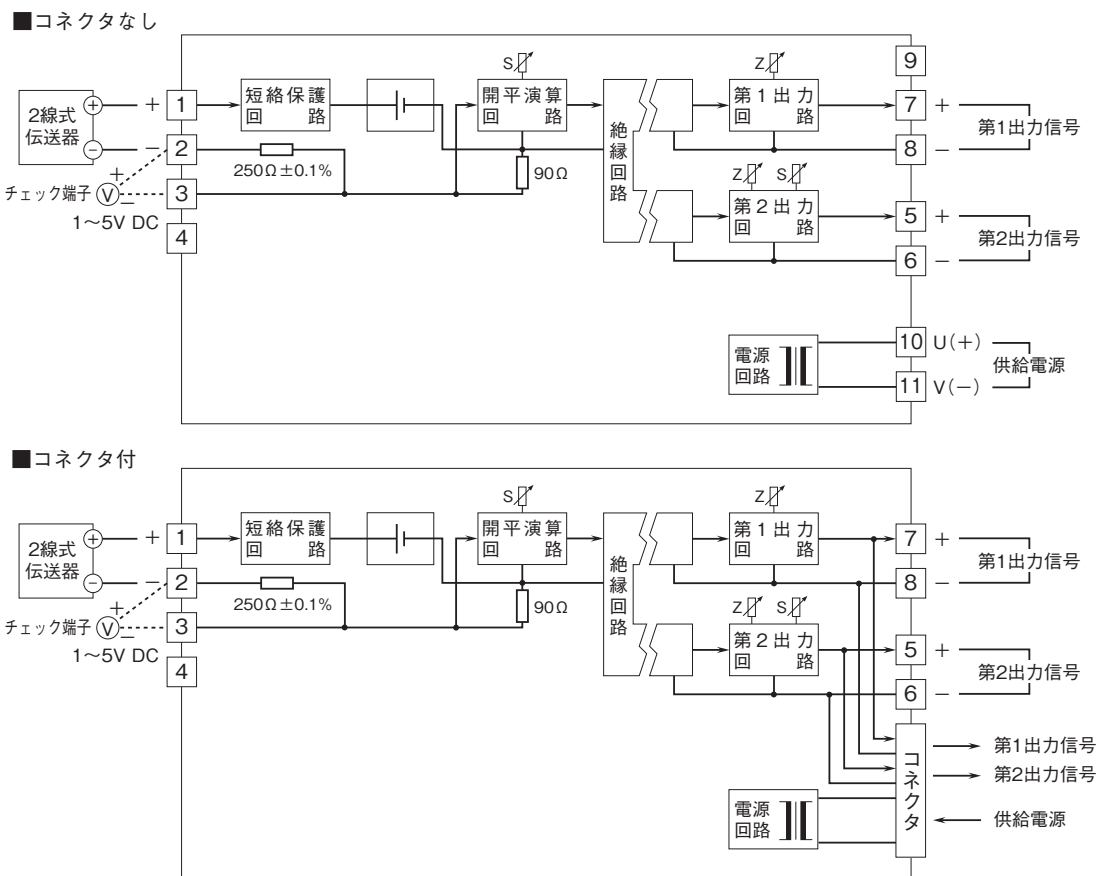 ■コネクタなし
2線式
伝送器
+
−
+
−
1
2
3
4
+
−
チェック端子
V
1~5V DC
短絡保護
回路
250Ω±0.1%
S
開平演算
回路
90Ω
絶縁回路
Z
第1出力
回路
Z
S
第2出力
回路
9
7
+
8
−
第1出力信号
5
+
6
−
第2出力信号
電源
回路
10
U(+)
11
V(−)
供給電源
■コネクタ付
2線式
伝送器
+
−
+
−
1
2
3
4
+
−
チェック端子
V
1~5V DC
短絡保護
回路
250Ω±0.1%
S
開平演算
回路
90Ω
絶縁回路
Z
第1出力
回路
Z
S
第2出力
回路
7
+
8
−
第1出力信号
5
+
6
−
第2出力信号
コネクタ
第1出力信号
第2出力信号
供給電源
電源
回路